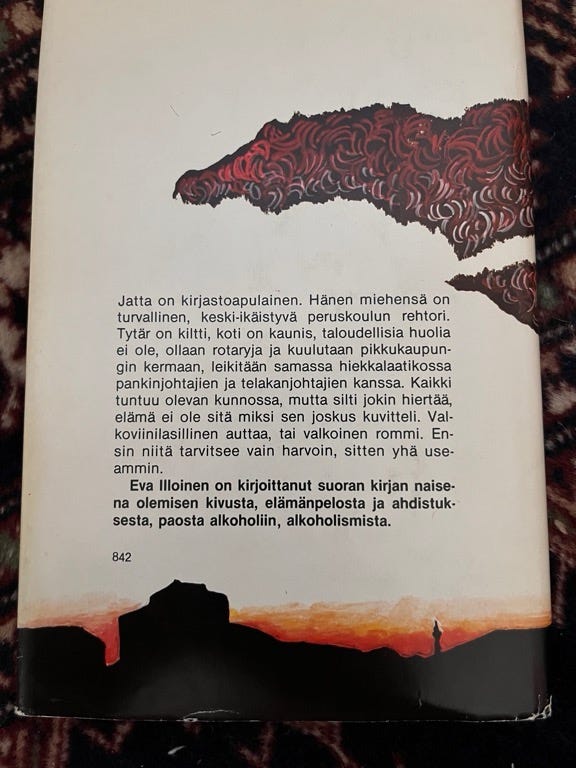 Jatta on kirjastoapulainen. Hänen miehensä on
turvallinen, keski-ikäistyvä peruskoulun rehtori.
Tytär on kiltti, koti on kaunis, taloudellisia huolia
ei ole, ollaan rotaryja ja kuulutaan pikkukaupun-
gin kermaan, leikitään samassa hiekkalaatikossa
pankinjohtajien ja telakanjohtajien kanssa. Kaikki
tuntuu olevan kunnossa, mutta silti jokin hiertää,
elämä ei ole sitä miksi sen joskus kuvitteli. Val-
koviinilasillinen auttaa, tai valkoinen rommi. En-
sin niitä tarvitsee vain harvoin, sitten yhä use-
ammin.
Eva Illoinen on kirjoittanut suoran kirjan naise-
na olemisen kivusta, elämänpelosta ja ahdistuk-
sesta, paosta alkoholiin, alkoholismista.
842